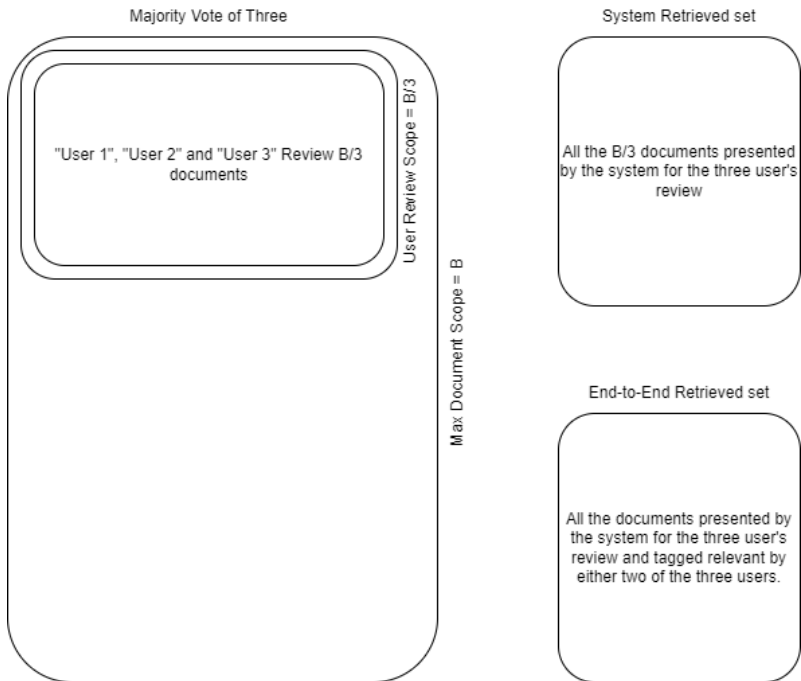 Majority Vote of Three
"User 1", "User 2" and "User 3" Review B/3
documents
User Review Scope = B/3
Max Document Scope = B
System Retrieved set
All the B/3 documents presented
by the system for the three user's
review
End-to-End Retrieved set
All the documents presented by
the system for the three user's
review and tagged relevant by
either two of the three users.